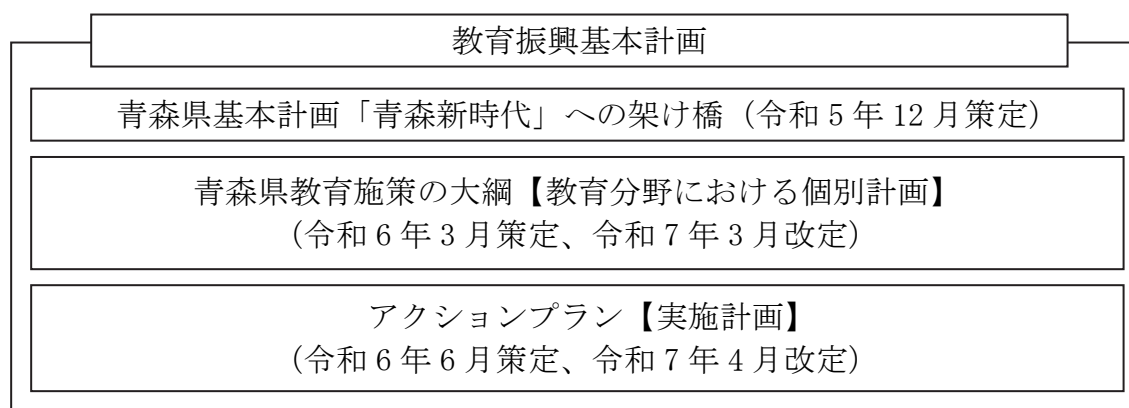 教育振興基本計画
青森県基本計画「青森新時代」への架け橋（令和5年12月策定）
青森県教育施策の大綱【教育分野における個別計画】
（令和6年3月策定、令和7年3月改定）
アクションプラン【実施計画】
（令和6年6月策定、令和7年4月改定）